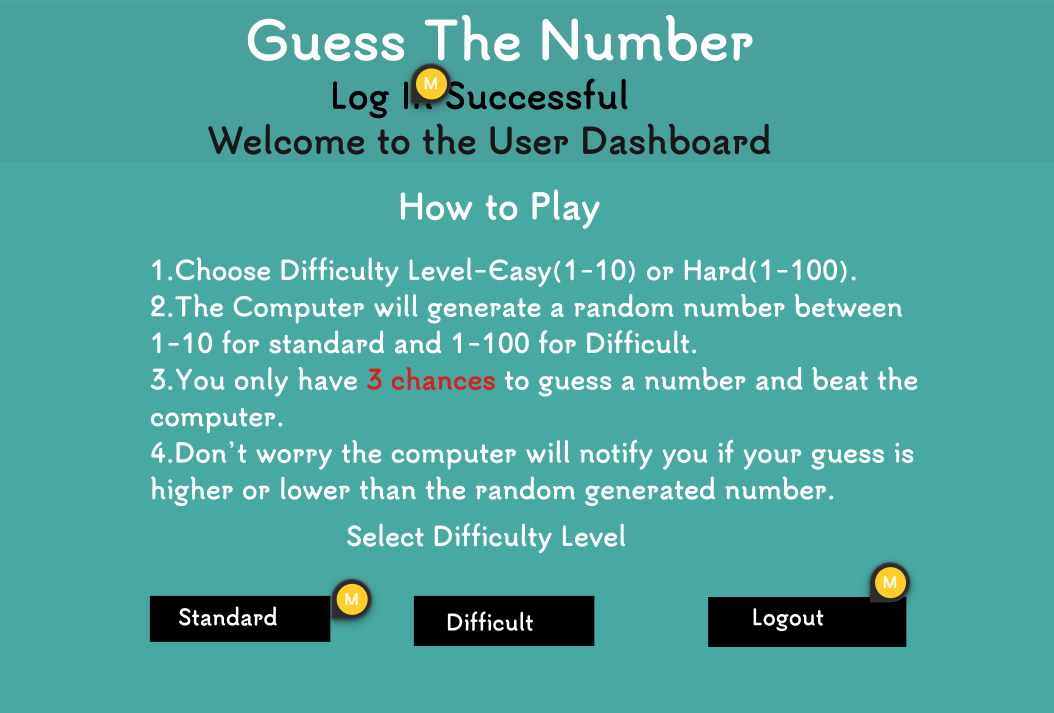 Guess The Number
M
Log In Successful
Welcome to the User Dashboard
How to Play
1.Choose Difficulty Level-Easy(1-10) or Hard(1-100).
2.The Computer will generate a random number between
1-10 for standard and 1-100 for Difficult.
3.You only have 3 chances to guess a number and beat the
computer.
4.Don't worry the computer will notify you if your guess is
higher or lower than the random generated number.
Select Difficulty Level
M
M
Standard
Difficult
Logout